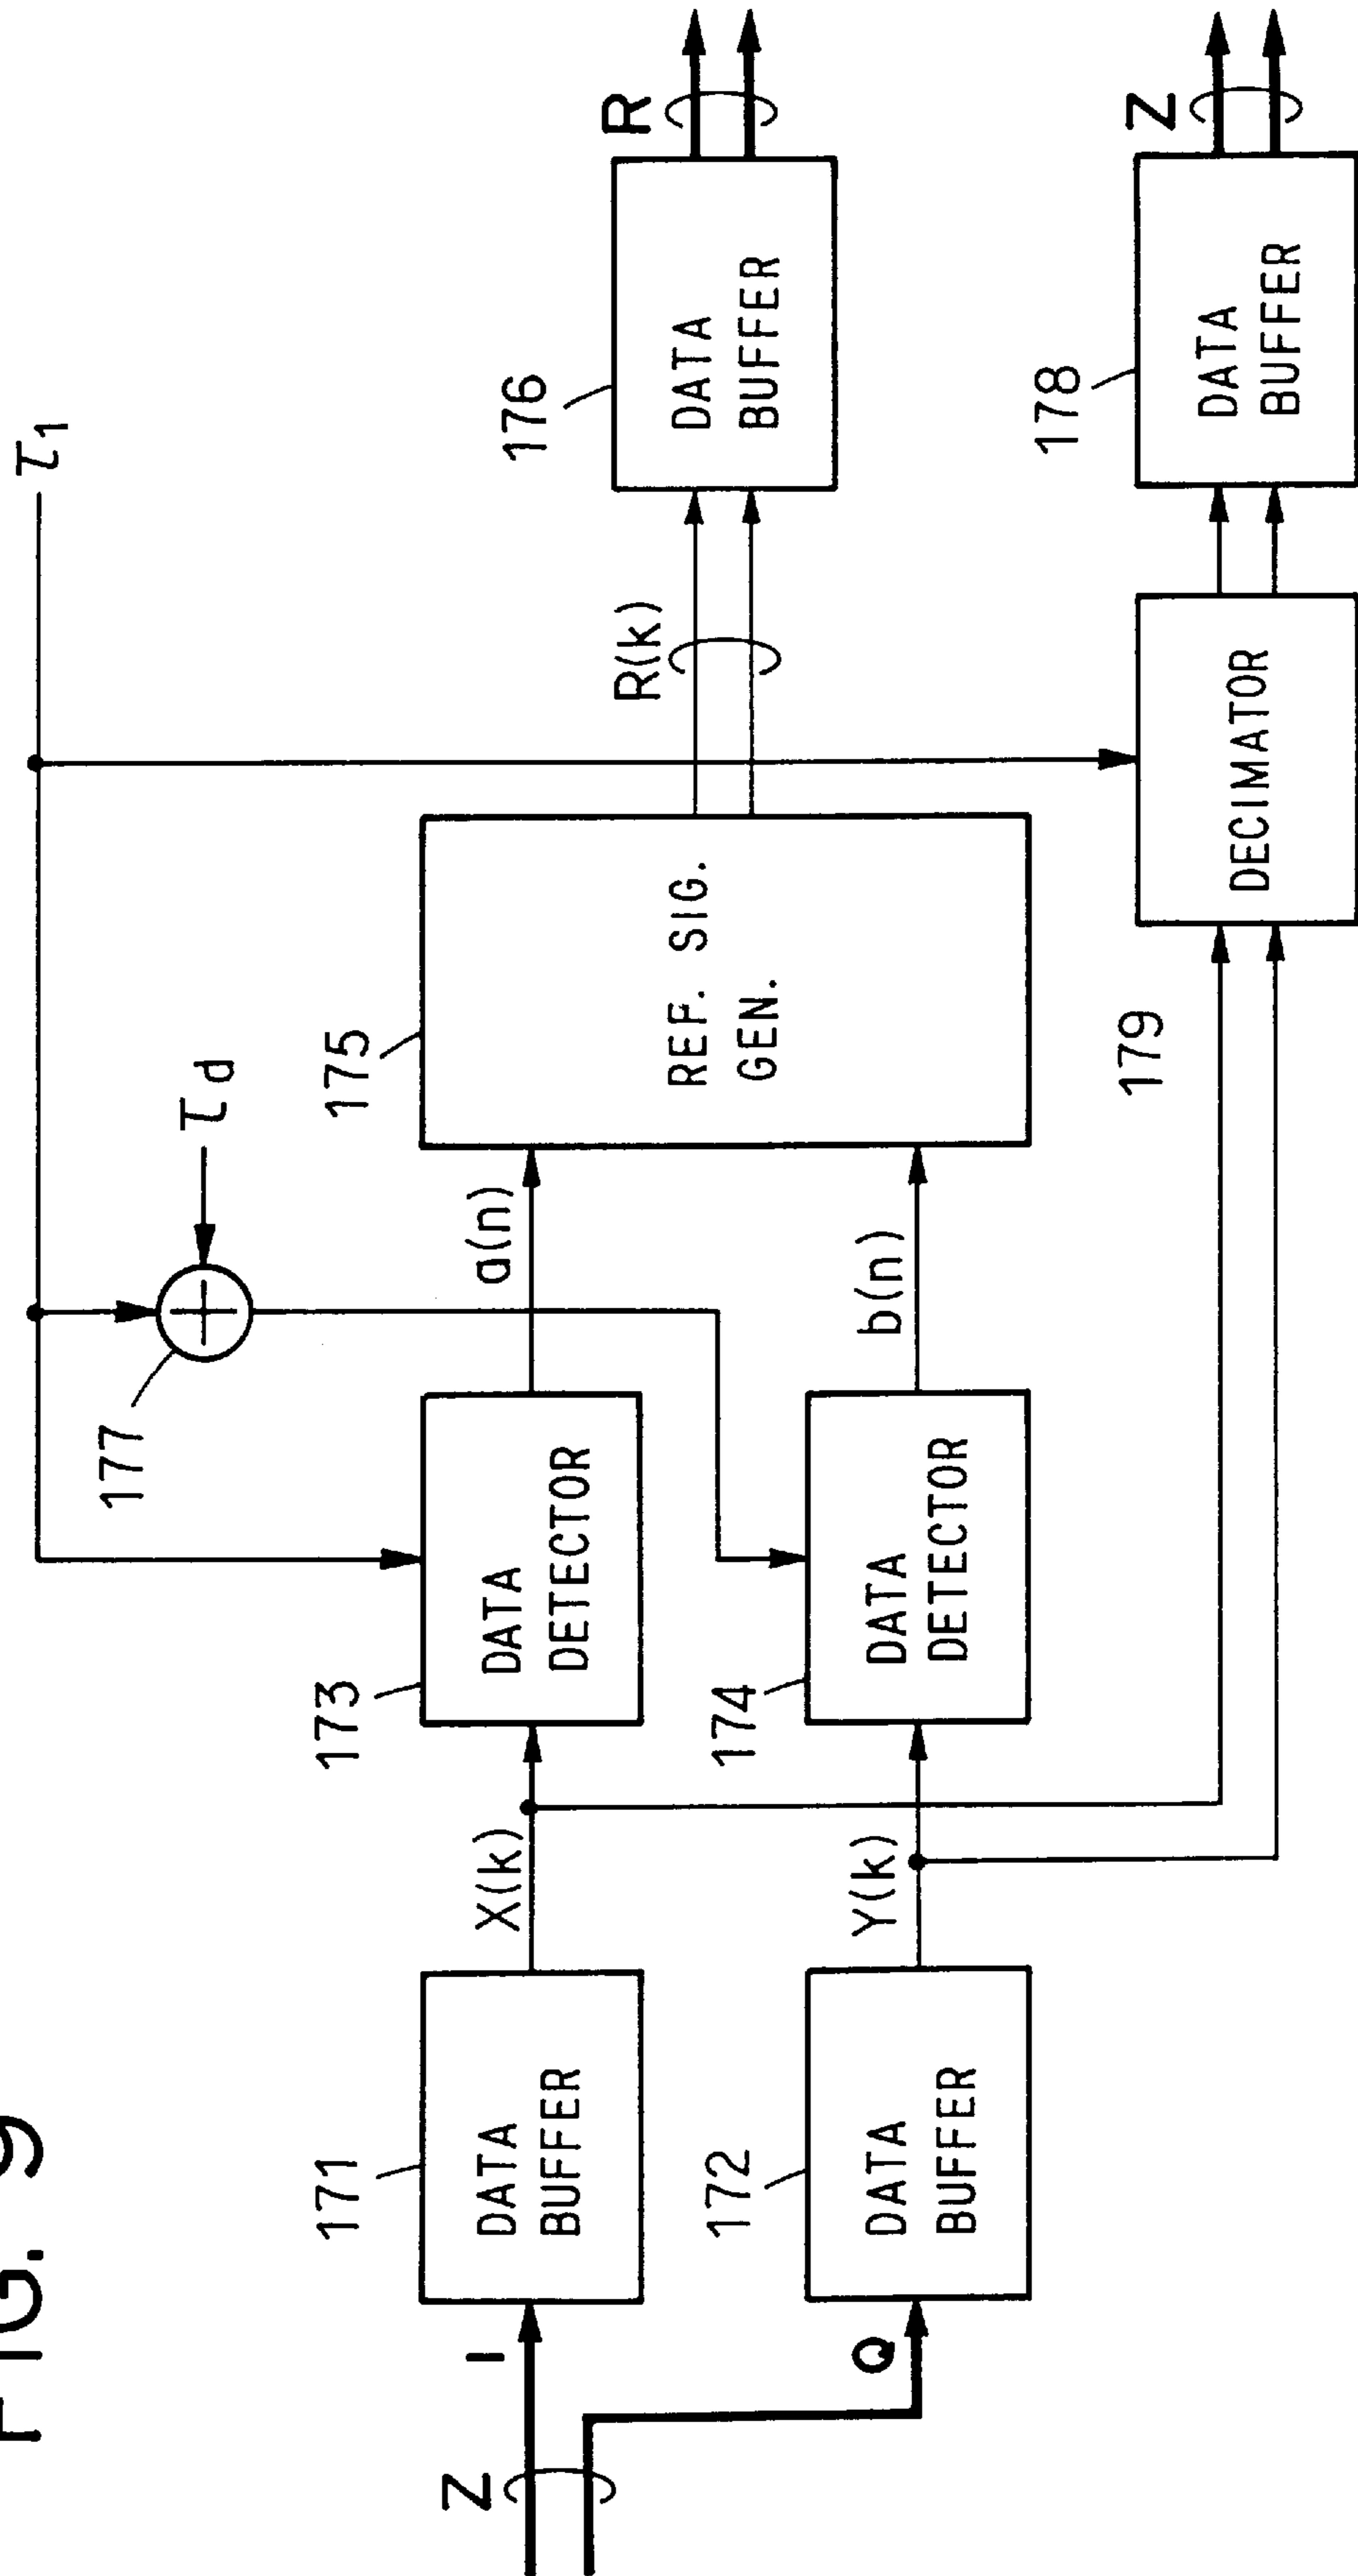 FIG. 9
τ1
τd
177
Z
I
Q
171
DATA
BUFFER
172
DATA
BUFFER
X(k)
Y(k)
173
DATA
DETECTOR
174
DATA
DETECTOR
a(n)
b(n)
175
REF. SIG.
GEN.
R(k)
176
DATA
BUFFER
R
179
DECIMATOR
178
DATA
BUFFER
Z